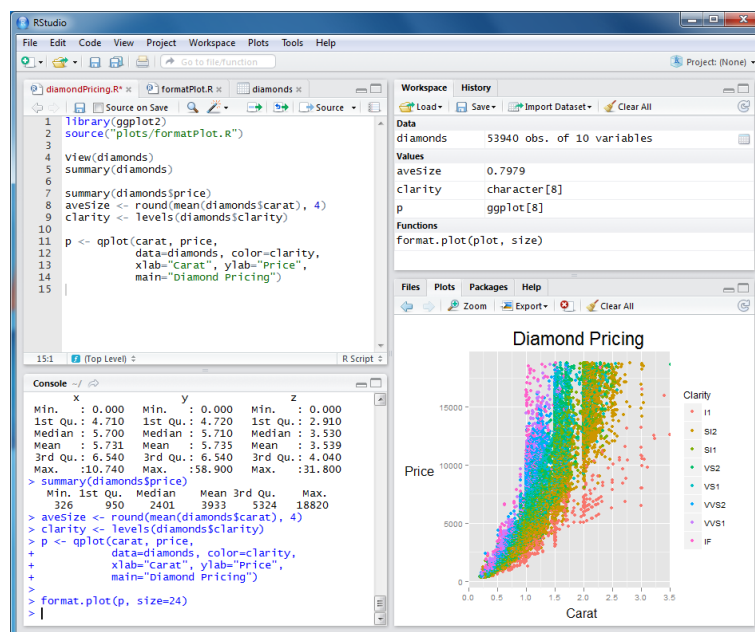 RStudio
File Edit Code View Project Workspace Plots Tools Help
Go to file/function
Project: (None)
diamondPricing.R* formatPlot.R diamonds
Source on Save Source
1 library(ggplot2)
2 source("plots/formatPlot.R")
3
4 View(diamonds)
5 summary(diamonds)
6
7 summary(diamonds$price)
8 aveSize <- round(mean(diamonds$carat), 4)
9 clarity <- levels(diamonds$clarity)
10
11 p <- qplot(carat, price,
12 data=diamonds, color=clarity,
13 xlab="Carat", ylab="Price",
14 main="Diamond Pricing")
15
15:1 (Top Level) R Script
Console ~/
x y z
Min. : 0.000 Min. : 0.000 Min. : 0.000
1st Qu.: 4.710 1st Qu.: 4.720 1st Qu.: 2.910
Median : 5.700 Median : 5.710 Median : 3.530
Mean : 5.731 Mean : 5.735 Mean : 3.539
3rd Qu.: 6.540 3rd Qu.: 6.540 3rd Qu.: 4.040
Max. :10.740 Max. :58.900 Max. :31.800
> summary(diamonds$price)
Min. 1st Qu. Median Mean 3rd Qu. Max.
326 950 2401 3933 5324 18820
> aveSize <- round(mean(diamonds$carat), 4)
> clarity <- levels(diamonds$clarity)
> p <- qplot(carat, price,
+ data=diamonds, color=clarity,
+ xlab="Carat", ylab="Price",
+ main="Diamond Pricing")
>
> format.plot(p, size=24)
>
Workspace History
Load Save Import Dataset Clear All
Data
diamonds 53940 obs. of 10 variables
Values
aveSize 0.7979
clarity character[8]
p ggplot[8]
Functions
format.plot(plot, size)
Files Plots Packages Help
Zoom Export Clear All
Diamond Pricing
Price
15000
10000
5000
0
0.0 0.5 1.0 1.5 2.0 2.5 3.0 3.5
Carat
Clarity
I1
SI2
SI1
VS2
VS1
VVS2
VVS1
IF